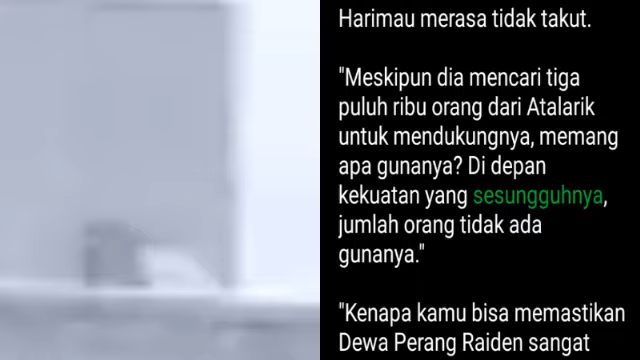 Harimau merasa tidak takut.
"Meskipun dia mencari tiga
puluh ribu orang dari Atalarik
untuk mendukungnya, memang
apa gunanya? Di depan
kekuatan yang sesungguhnya,
jumlah orang tidak ada
gunanya."
"Kenapa kamu bisa memastikan
Dewa Perang Raiden sangat